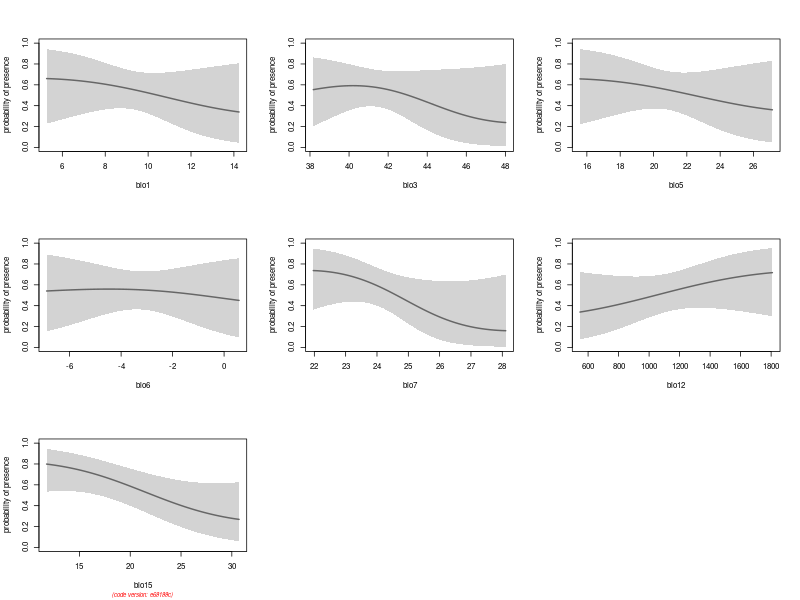 probability of presence
0.0 0.2 0.4 0.6 0.8 1.0
6 8 10 12 14
bio1
probability of presence
0.0 0.2 0.4 0.6 0.8 1.0
38 40 42 44 46 48
bio3
probability of presence
0.0 0.2 0.4 0.6 0.8 1.0
16 18 20 22 24 26
bio5
probability of presence
0.0 0.2 0.4 0.6 0.8 1.0
-6 -4 -2 0
bio6
probability of presence
0.0 0.2 0.4 0.6 0.8 1.0
22 23 24 25 26 27 28
bio7
probability of presence
0.0 0.2 0.4 0.6 0.8 1.0
600 800 1000 1200 1400 1600 1800
bio12
probability of presence
0.0 0.2 0.4 0.6 0.8 1.0
15 20 25 30
bio15
(code version: